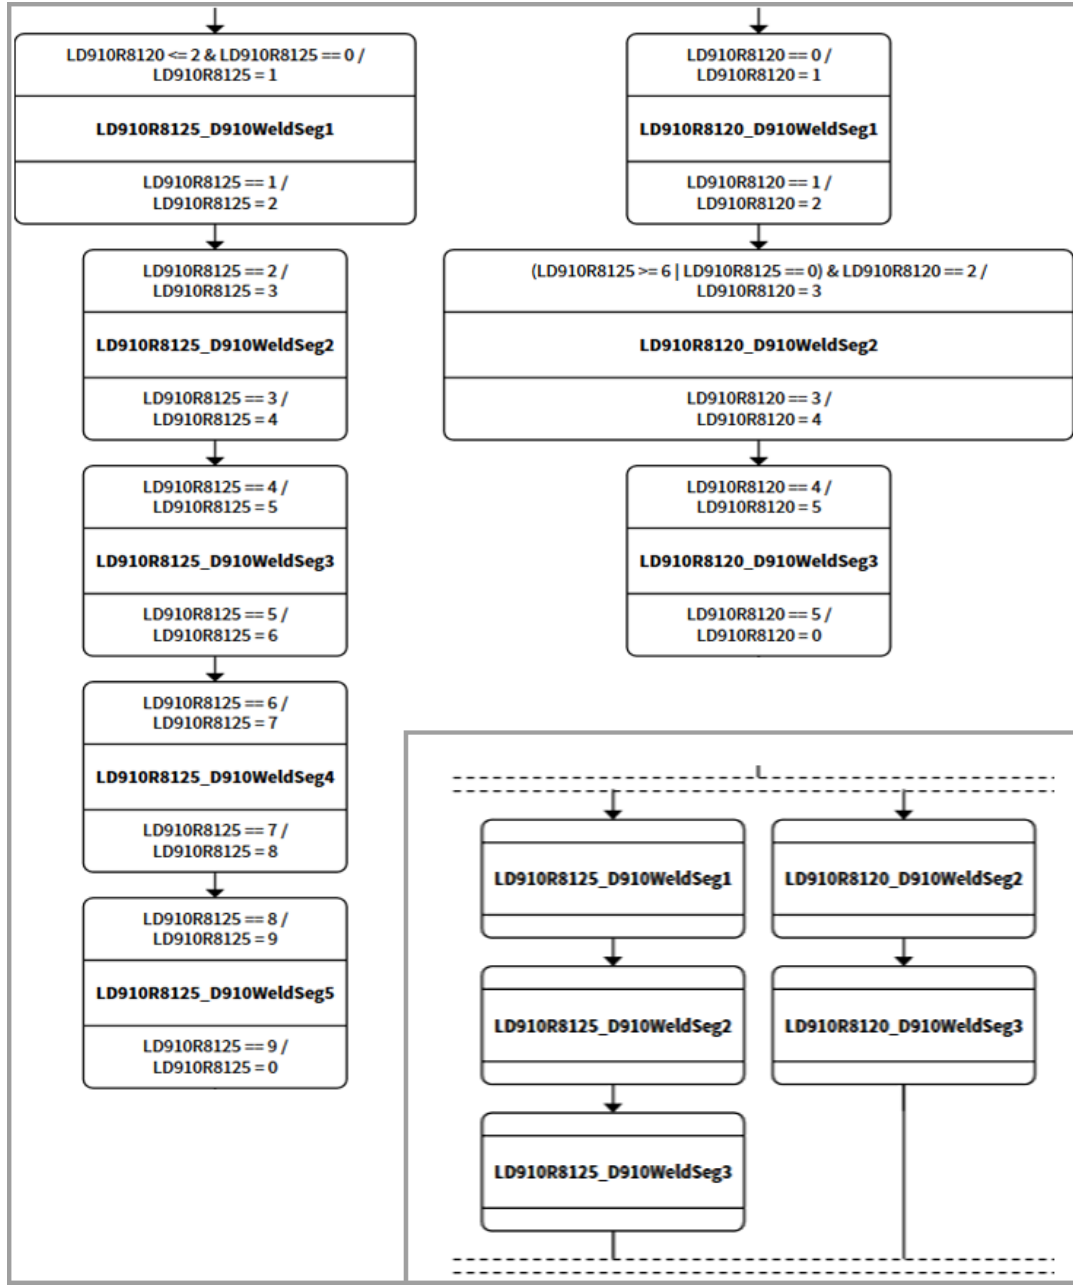 LD910R8120 <= 2 & LD910R8125 == 0 /
LD910R8125 = 1
LD910R8125_D910WeldSeg1
LD910R8125 == 1 /
LD910R8125 = 2
LD910R8125 == 2 /
LD910R8125 = 3
LD910R8125_D910WeldSeg2
LD910R8125 == 3 /
LD910R8125 = 4
LD910R8125 == 4 /
LD910R8125 = 5
LD910R8125_D910WeldSeg3
LD910R8125 == 5 /
LD910R8125 = 6
LD910R8125 == 6 /
LD910R8125 = 7
LD910R8125_D910WeldSeg4
LD910R8125 == 7 /
LD910R8125 = 8
LD910R8125 == 8 /
LD910R8125 = 9
LD910R8125_D910WeldSeg5
LD910R8125 == 9 /
LD910R8125 = 0
LD910R8120 == 0 /
LD910R8120 = 1
LD910R8120_D910WeldSeg1
LD910R8120 == 1 /
LD910R8120 = 2
(LD910R8125 >= 6 | LD910R8125 == 0) & LD910R8120 == 2 /
LD910R8120 = 3
LD910R8120_D910WeldSeg2
LD910R8120 == 3 /
LD910R8120 = 4
LD910R8120 == 4 /
LD910R8120 = 5
LD910R8120_D910WeldSeg3
LD910R8120 == 5 /
LD910R8120 = 0
LD910R8125_D910WeldSeg1
LD910R8125_D910WeldSeg2
LD910R8125_D910WeldSeg3
LD910R8120_D910WeldSeg2
LD910R8120_D910WeldSeg3